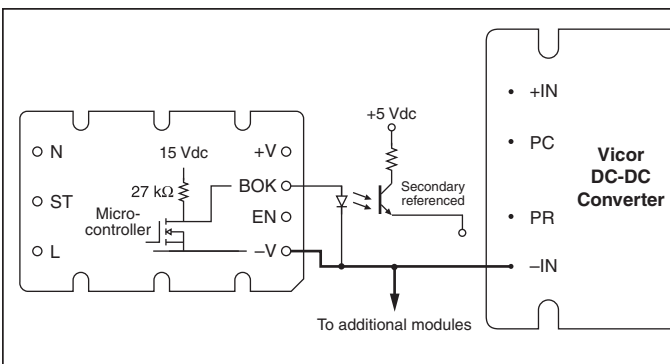 N
ST
L
15 Vdc
27 kΩ
Micro-
controller
+V
BOK
EN
–V
+5 Vdc
Secondary
referenced
To additional modules
+IN
PC
PR
–IN
Vicor
DC-DC
Converter